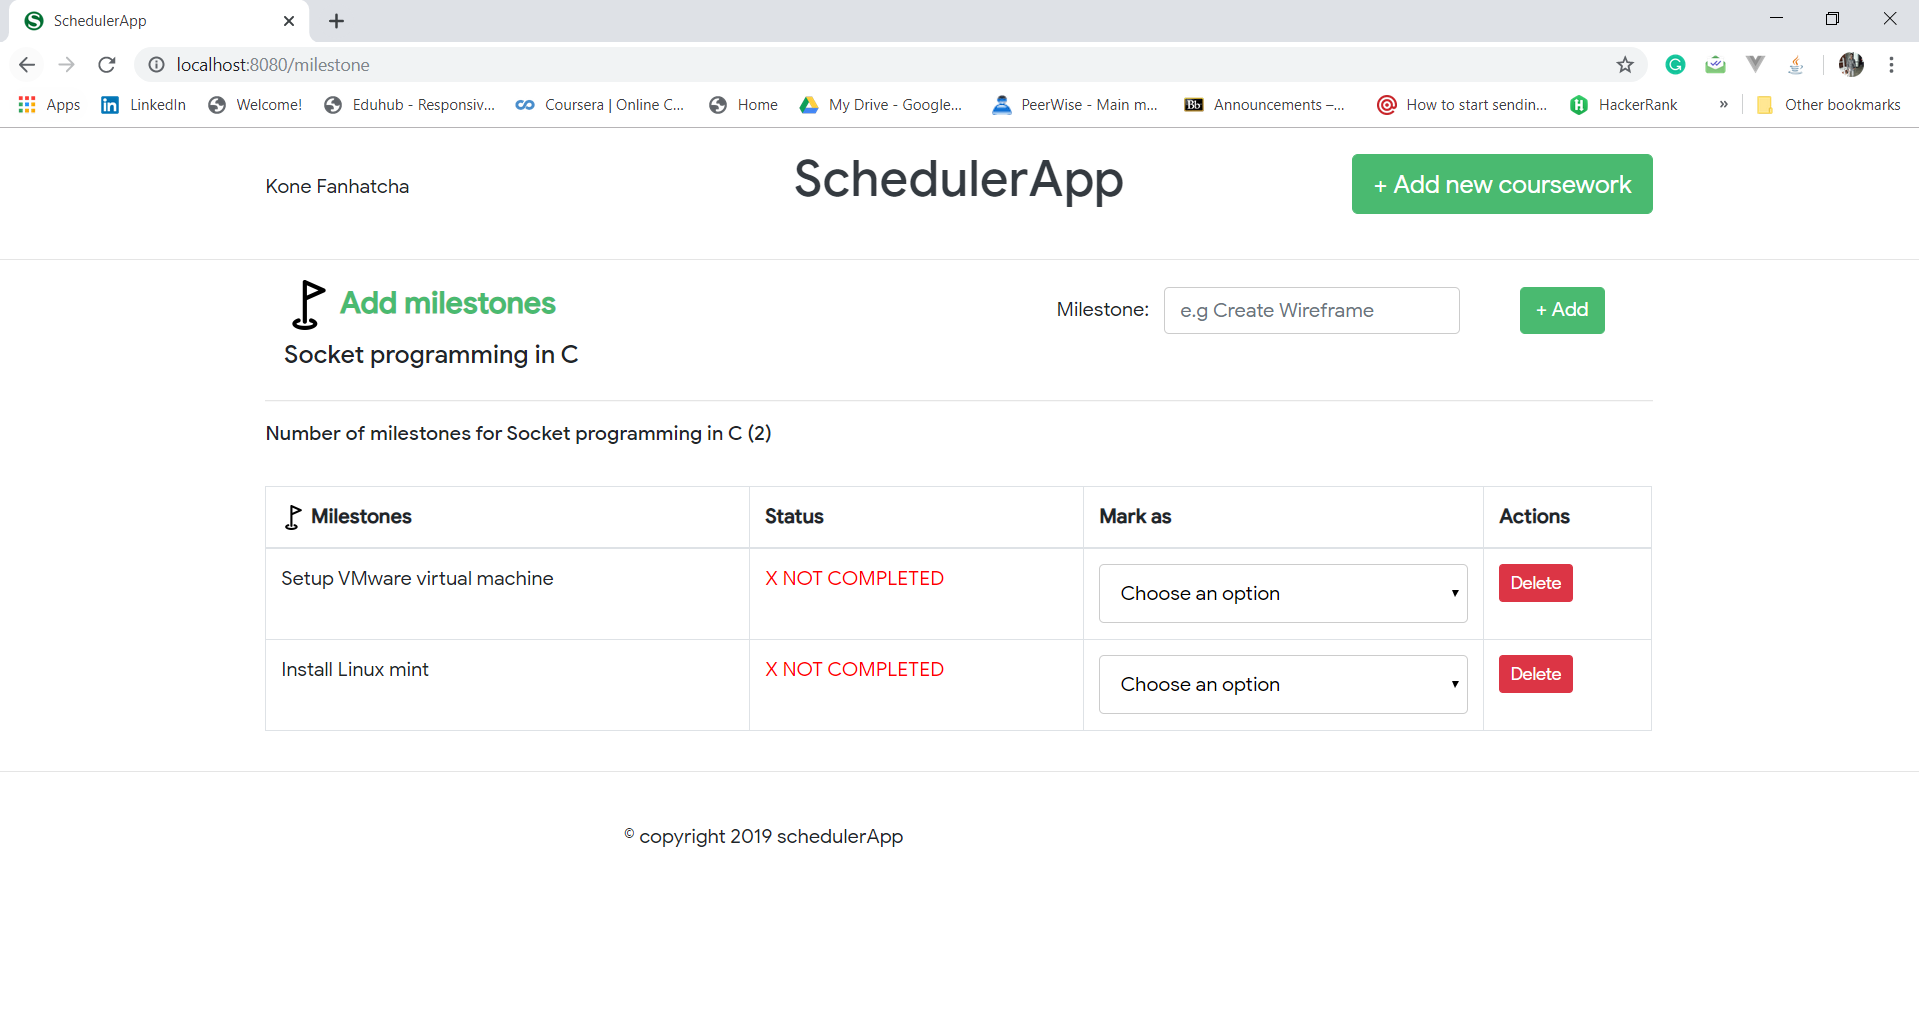 SchedulerApp
localhost:8080/milestone
Apps LinkedIn Welcome! Eduhub - Responsiv... Coursera | Online C... Home My Drive - Google... PeerWise - Main m... Bb Announcements –... How to start sendin... HackerRank » Other bookmarks
Kone Fanhatcha SchedulerApp + Add new coursework
Add milestones Milestone: e.g Create Wireframe + Add
Socket programming in C
Number of milestones for Socket programming in C (2)
Milestones Status Mark as Actions
Setup VMware virtual machine X NOT COMPLETED Choose an option Delete
Install Linux mint X NOT COMPLETED Choose an option Delete
© copyright 2019 schedulerApp